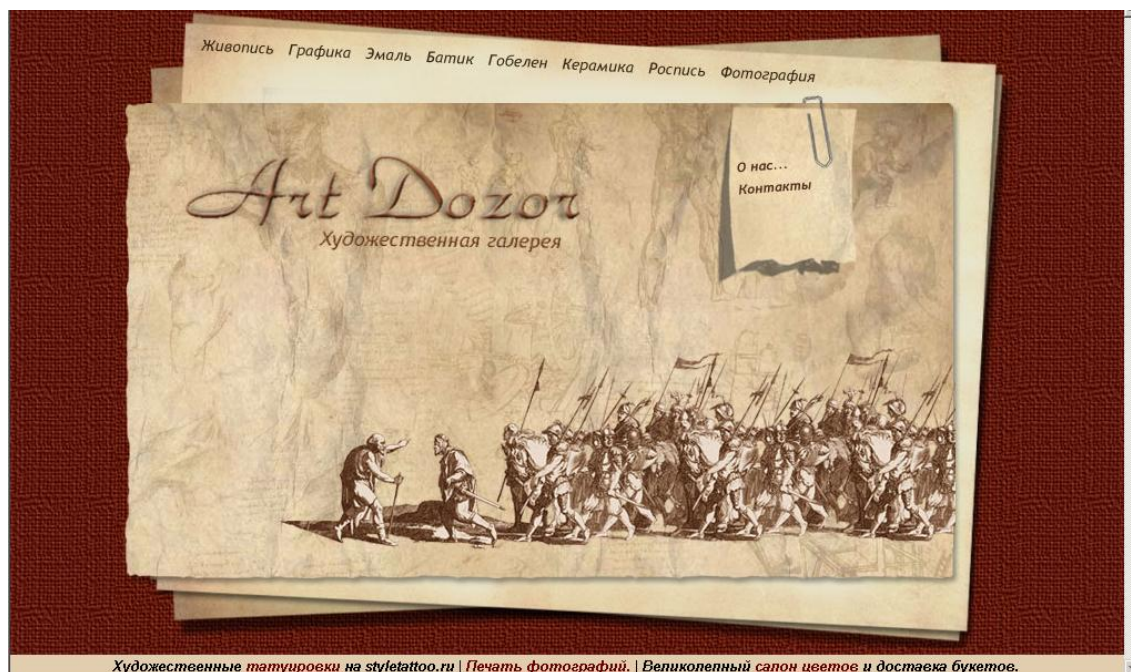 Живопись Графика Эмаль Батик Гобелен Керамика Роспись Фотография
О нас...
Контакты
Art Dozor
Художественная галерея
Художественные татуировки на styletattoo.ru | Печать фотографий. | Великолепный салон цветов и доставка букетов.